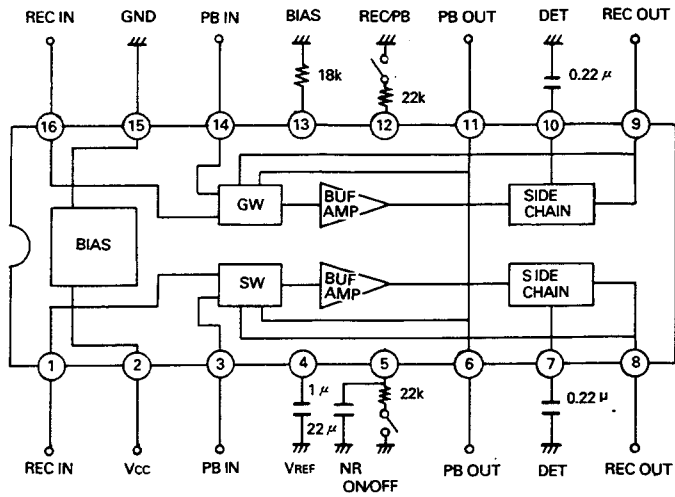 REC IN GND PB IN BIAS REC/PB PB OUT DET REC OUT
18k 22k 0.22 μ
16 15 14 13 12 11 10 9
GW BUF AMP SIDE CHAIN
BIAS
SW BUF AMP SIDE CHAIN
1 2 3 4 5 6 7 8
1 μ 22 μ 22k 0.22 μ
REC IN Vcc PB IN VREF NR ON/OFF PB OUT DET REC OUT